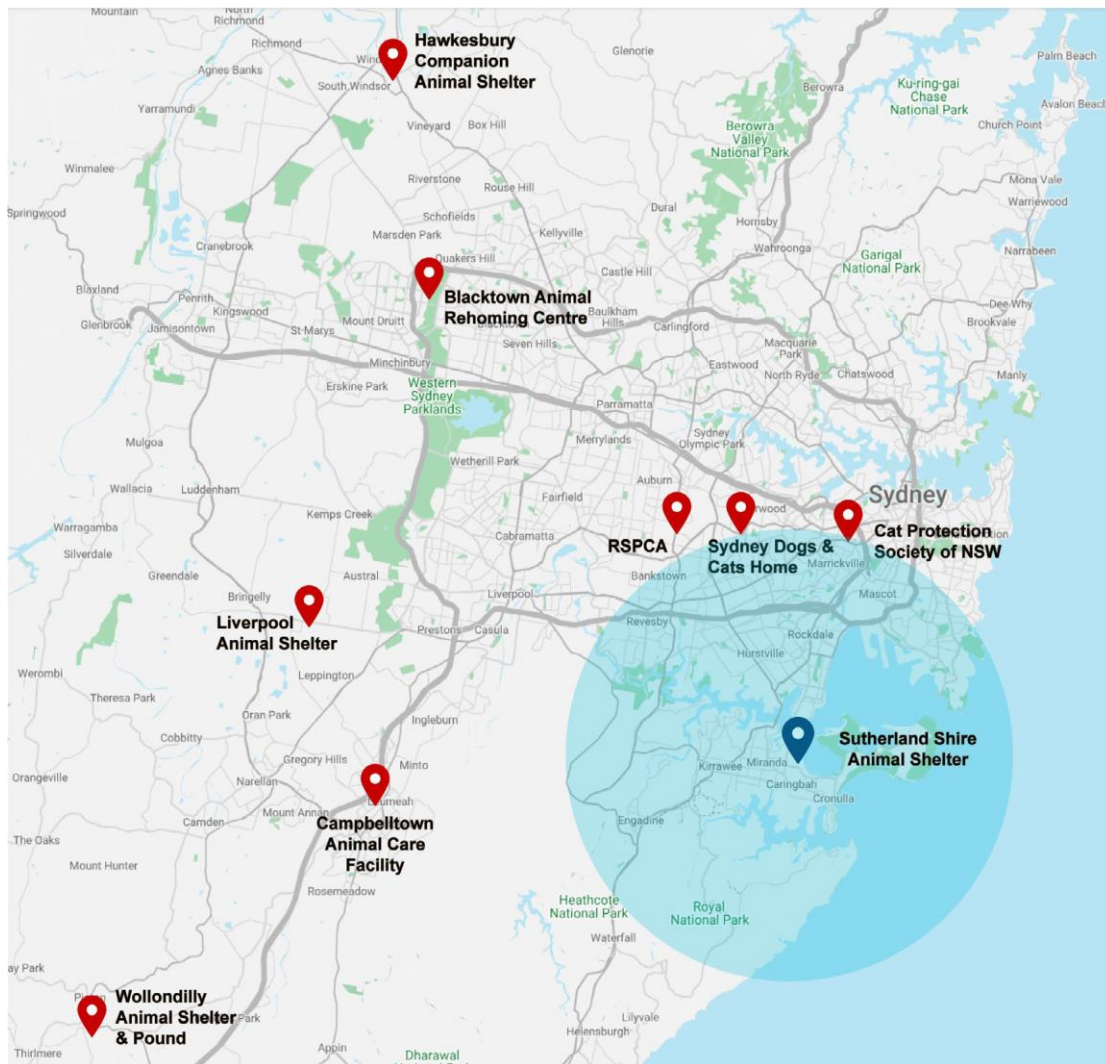 North
Richmond
Richmond
Agnes Banks
South Windsor
Hawkesbury
Companion
Animal Shelter
Glenorie
Berowra
Ku-ring-gai
Chase
National Park
Palm Beach
Avalon Beach
Church Point
Yarramundi
Vineyard
Box Hill
Berowra
Valley
National Park
Winmalee
Riverstone
Rouse Hill
Dural
Mona Vale
Warriewood
Springwood
Schofields
Hornsby
Marsden Park
Kellyville
Wahroonga
Garigal
National Park
Narrabeen
Cranebrook
Quakers Hill
Castle Hill
Blaxland
Penrith
Kingswood
Glenbrook
Jamisontown
St Marys
Mount Druitt
Blacktown Animal
Rehoming Centre
Baulkham
Hills
Carlingford
Dee Why
Brookvale
Seven Hills
Macquarie
Park
Minchinbury
Eastwood
Chatswood
North Ryde
Manly
Erskine Park
Western
Sydney
Parklands
Parramatta
Mulgoa
Merrylands
Sydney
Olympic Park
Wetherill Park
Wallacia
Luddenham
Auburn
Fairfield
Sydney
Kemps Creek
RSPCA
Sydney Dogs &
Cats Home
Cat Protection
Society of NSW
Warragamba
Silverdale
Cabramatta
Marrickville
Greendale
Austral
Bankstown
Bringelly
Liverpool
Mascot
Liverpool
Animal Shelter
Prestons
Casula
Revesby
Rockdale
Hurstville
Werombi
Theresa Park
Leppington
Oran Park
Ingleburn
Cobbitty
Gregory Hills
Minto
Kirrawee
Miranda
Sutherland Shire
Animal Shelter
Orangeville
Narellan
Caringbah
Cronulla
Mount Annan
Camden
Campbelltown
Animal Care
Facility
Engadine
The Oaks
Mount Hunter
Rosemeadow
Heathcote
National Park
Royal
National Park
Waterfall
Wollondilly
Animal Shelter
& Pound
Park
Thirlmere
Appin
Helensburgh
Lilyvale
Dharawal